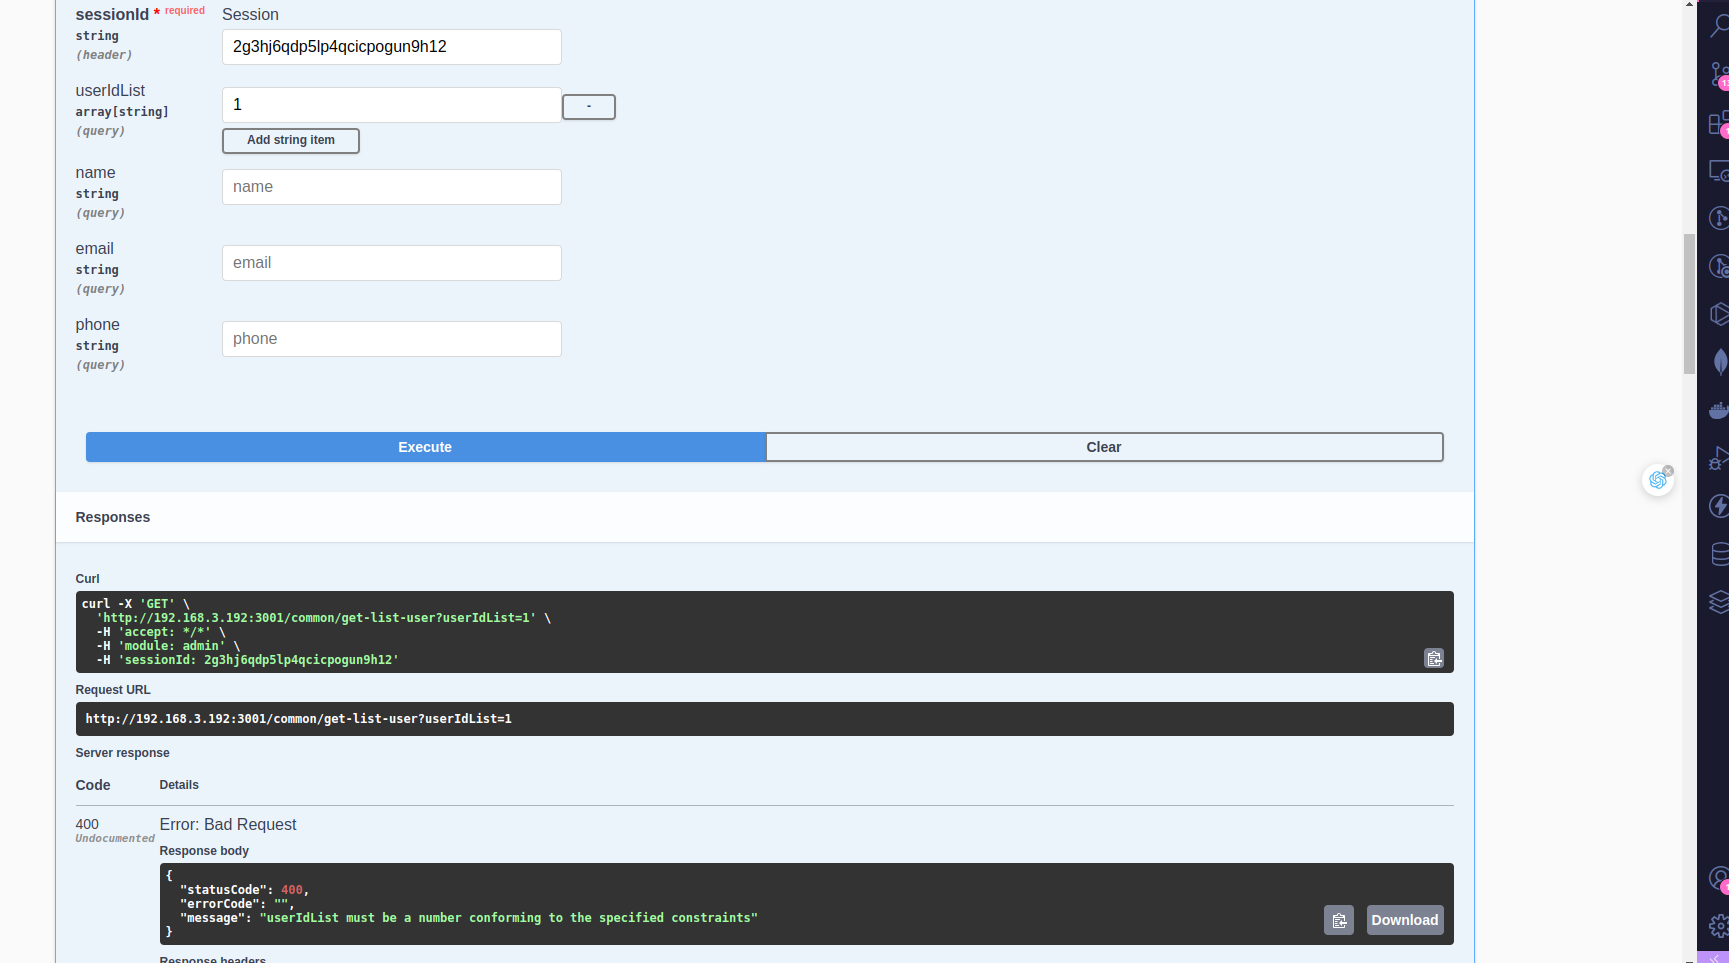 sessionId * required
string
(header)
Session
2g3hj6qdp5lp4qcicpogun9h12
userIdList
array[string]
(query)
1
-
Add string item
name
string
(query)
name
email
string
(query)
email
phone
string
(query)
phone
Execute
Clear
Responses
Curl
curl -X 'GET' \
'http://192.168.3.192:3001/common/get-list-user?userIdList=1' \
-H 'accept: */*' \
-H 'module: admin' \
-H 'sessionId: 2g3hj6qdp5lp4qcicpogun9h12'
Request URL
http://192.168.3.192:3001/common/get-list-user?userIdList=1
Server response
Code Details
400
Undocumented
Error: Bad Request
Response body
{
"statusCode": 400,
"errorCode": "",
"message": "userIdList must be a number conforming to the specified constraints"
}
Download
Response headers